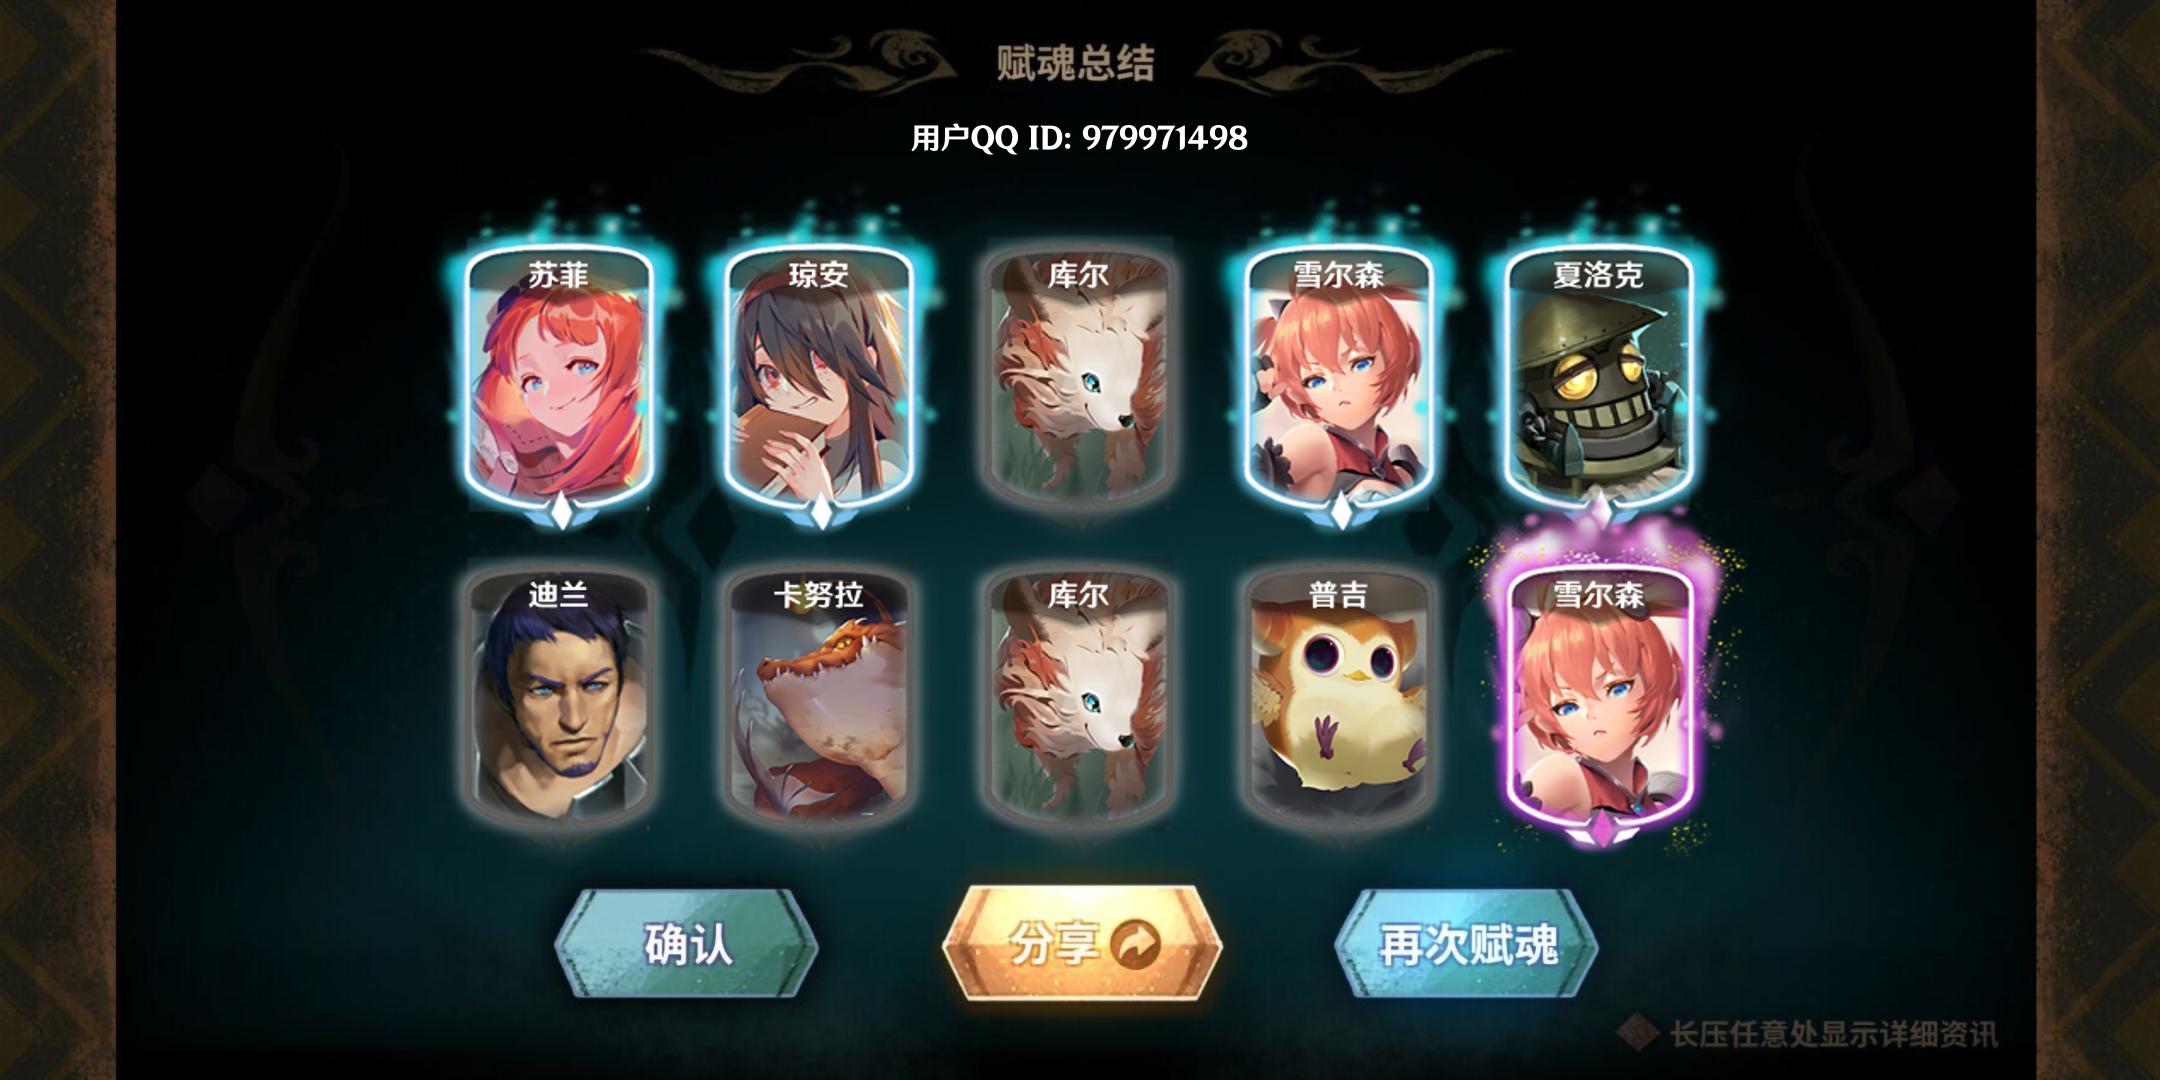 赋魂总结
用户QQ ID: 979971498
苏菲
琼安
库尔
雪尔森
夏洛克
迪兰
卡努拉
库尔
普吉
雪尔森
确认
分享
再次赋魂
长压任意处显示详细资讯